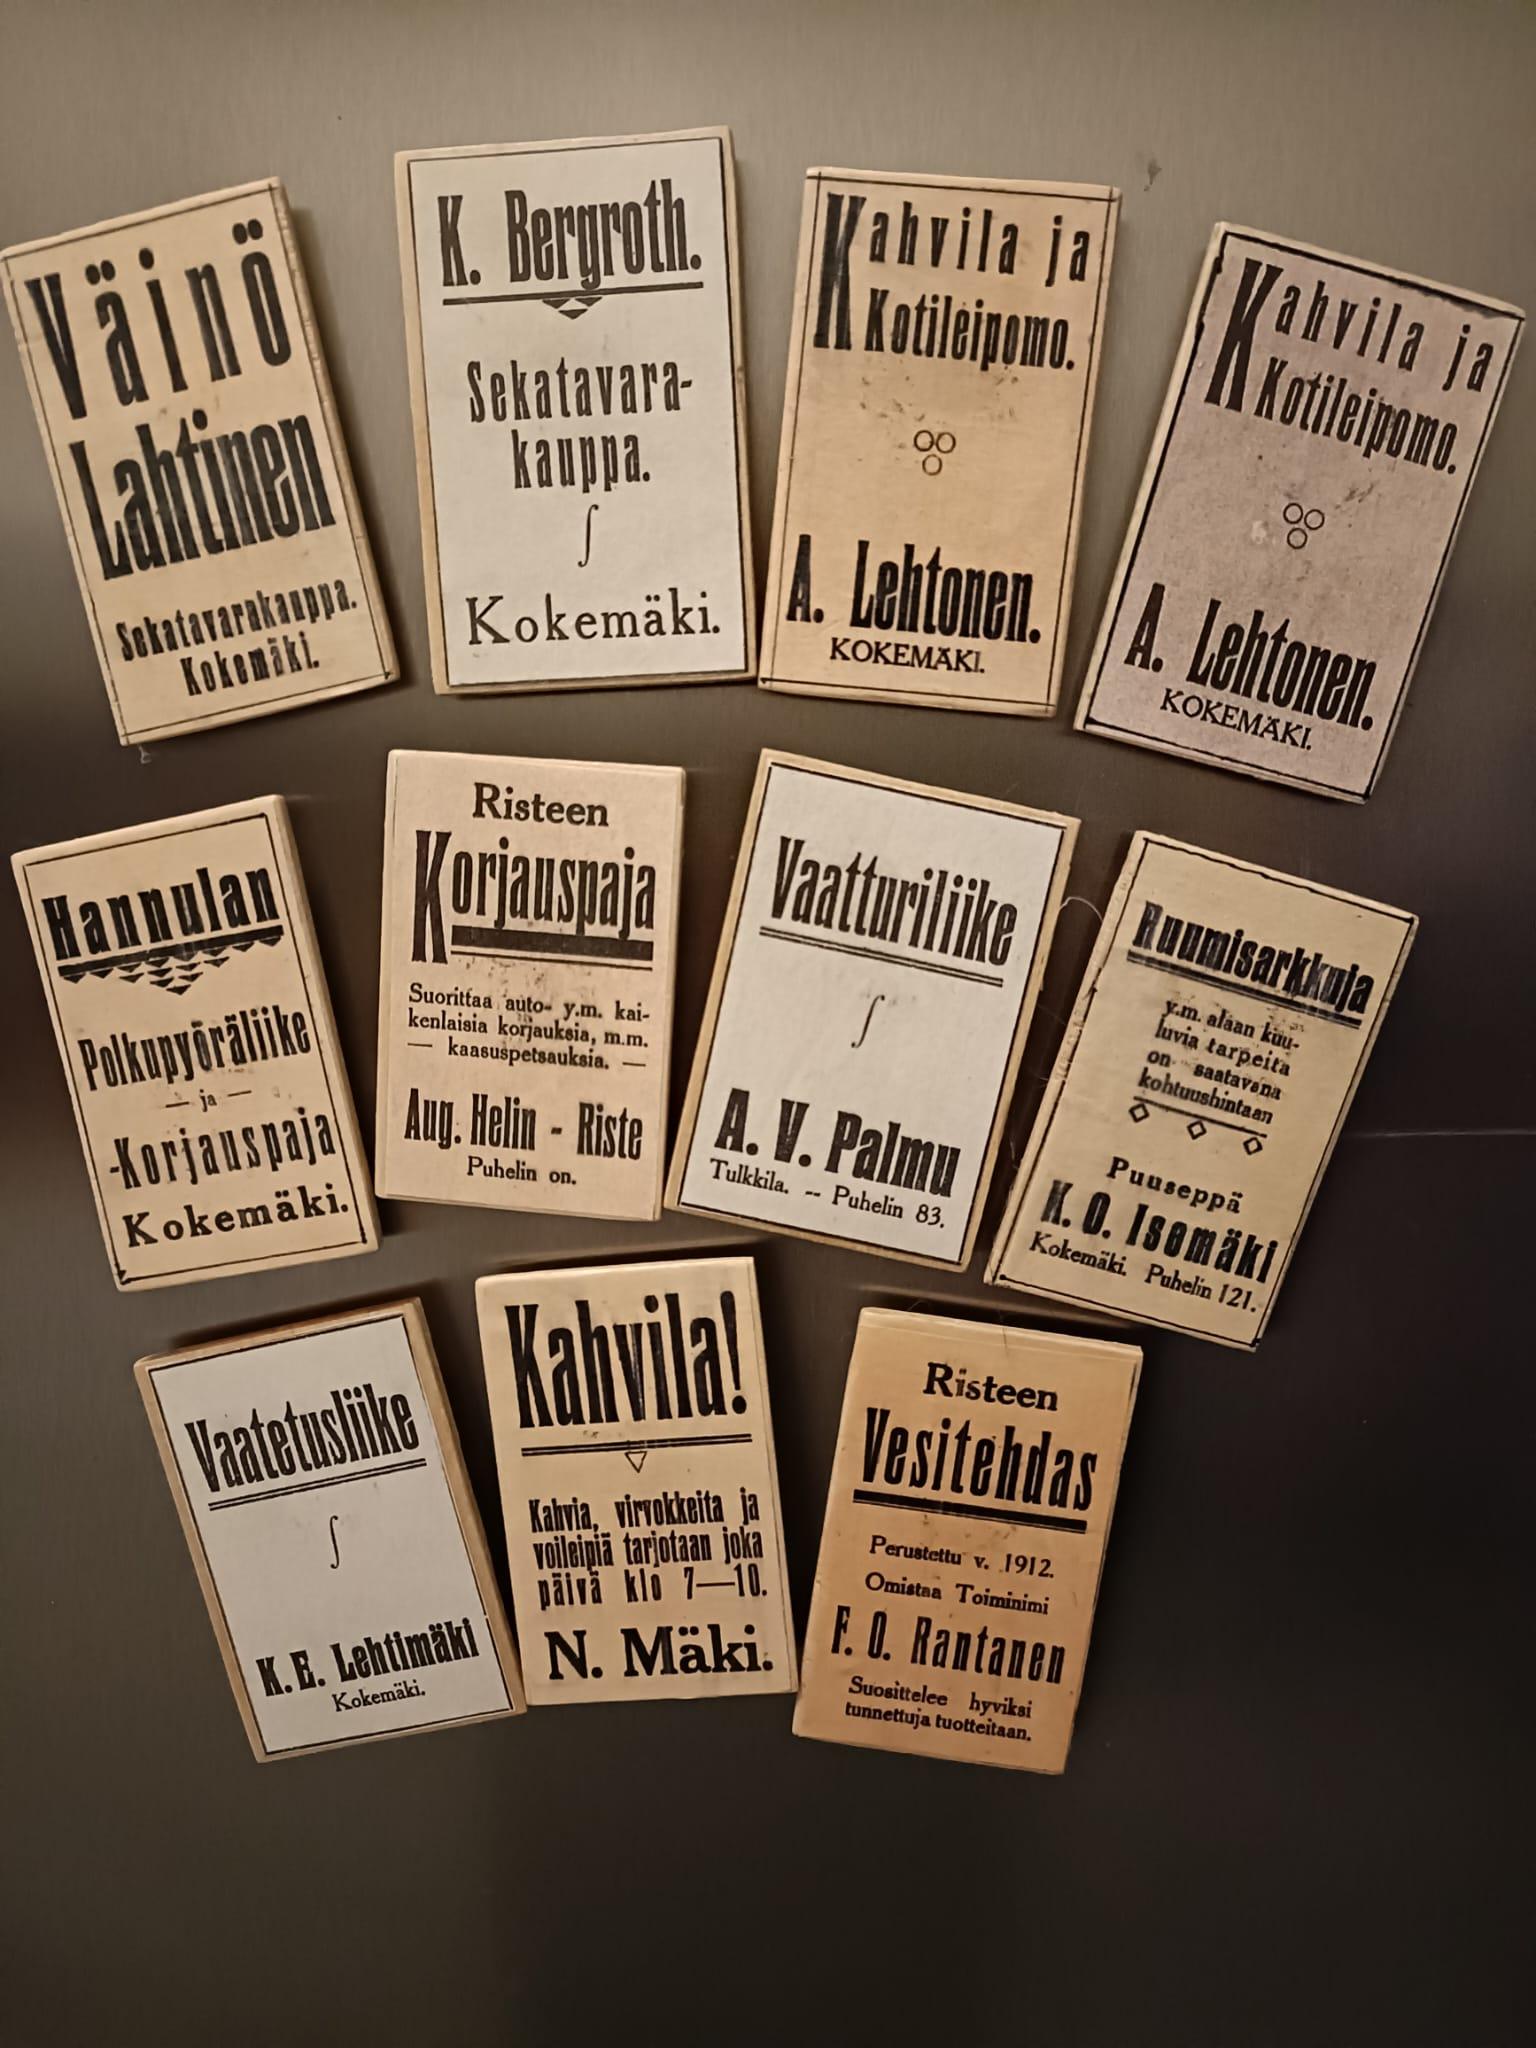 Väinö
Lahtinen
Sekatavarakauppa.
Kokemäki.
K. Bergroth.
Sekatavara-
kauppa.
Kokemäki.
Kahvila ja
Kotileipomo.
A. Lehtonen.
KOKEMÄKI.
Kahvila ja
Kotileipomo.
A. Lehtonen.
KOKEMÄKI.
Hannulan
Polkupyöräliike
— ja —
-Korjauspaja
Kokemäki.
Risteen
Korjauspaja
Suorittaa auto- y.m. kai-
kenlaisia korjauksia, m.m.
— kaasuspetsauksia. —
Aug. Helin - Riste
Puhelin on.
Vaatturiliike
A. V. Palmu
Tulkkila. -- Puhelin 83.
Ruumisarkkuja
y.m. alaan kuu-
luvia tarpeita
on saatavana
kohtuushintaan
Puuseppä
K. O. Isomäki
Kokemäki. Puhelin 121.
Vaatetusliike
K. E. Lehtimäki
Kokemäki.
Kahvila!
Kahvia, virvokkeita ja
voileipiä tarjotaan joka
päivä klo 7—10.
N. Mäki.
Risteen
Vesitehdas
Perustettu v. 1912.
Omistaa Toiminimi
F. O. Rantanen
Suosittelee hyviksi
tunnettuja tuotteitaan.